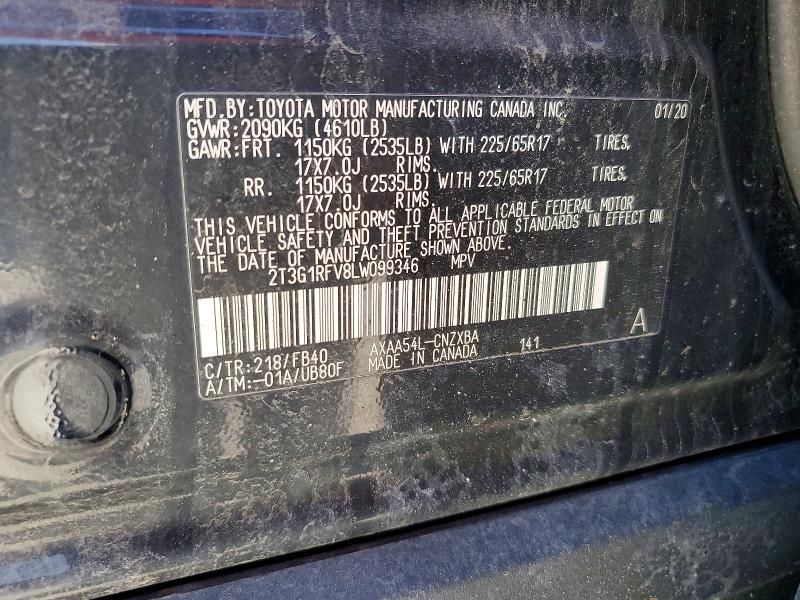 MFD. BY: TOYOTA MOTOR MANUFACTURING CANADA INC. 01/20
GVWR: 2090KG (4610LB)
GAWR: FRT. 1150KG (2535LB) WITH 225/65R17 TIRES,
17X7.0J RIMS.
RR. 1150KG (2535LB) WITH 225/65R17 TIRES,
17X7.0J RIMS.
THIS VEHICLE CONFORMS TO ALL APPLICABLE FEDERAL MOTOR
VEHICLE SAFETY AND THEFT PREVENTION STANDARDS IN EFFECT ON
THE DATE OF MANUFACTURE SHOWN ABOVE.
2T3G1RFV8LW099346 MPV
C/TR: 218/FB40 AXAA54L-CNZXBA 141 A
A/TM: -01A/UB80F MADE IN CANADA